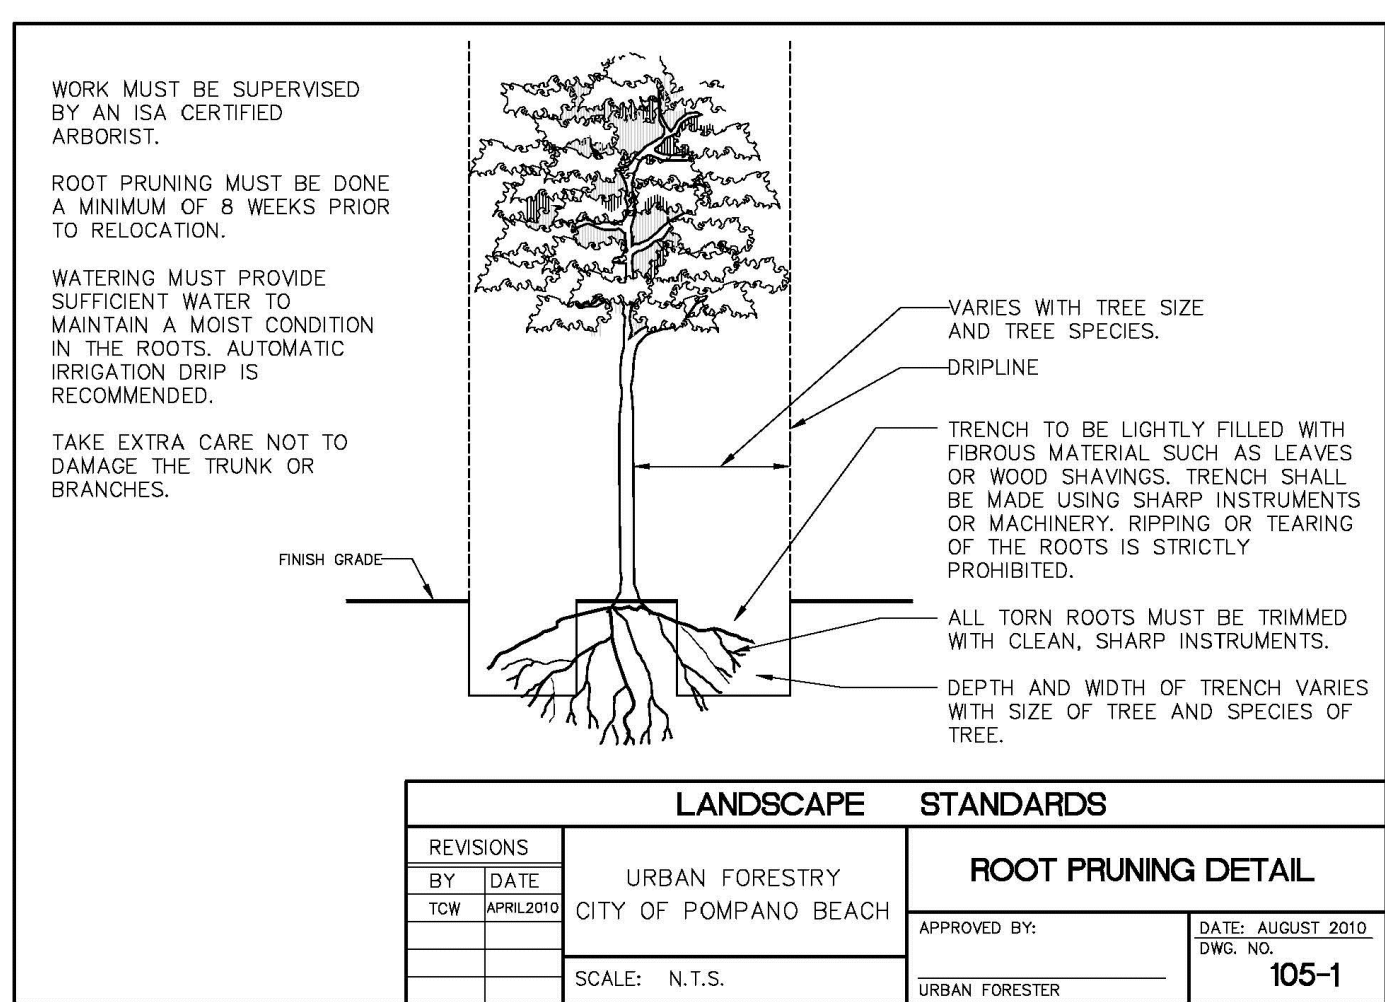 WORK MUST BE SUPERVISED
BY AN ISA CERTIFIED
ARBORIST.
ROOT PRUNING MUST BE DONE
A MINIMUM OF 8 WEEKS PRIOR
TO RELOCATION.
WATERING MUST PROVIDE
SUFFICIENT WATER TO
MAINTAIN A MOIST CONDITION
IN THE ROOTS. AUTOMATIC
IRRIGATION DRIP IS
RECOMMENDED.
TAKE EXTRA CARE NOT TO
DAMAGE THE TRUNK OR
BRANCHES.
FINISH GRADE
VARIES WITH TREE SIZE
AND TREE SPECIES.
DRIPLINE
TRENCH TO BE LIGHTLY FILLED WITH
FIBROUS MATERIAL SUCH AS LEAVES
OR WOOD SHAVINGS. TRENCH SHALL
BE MADE USING SHARP INSTRUMENTS
OR MACHINERY. RIPPING OR TEARING
OF THE ROOTS IS STRICTLY
PROHIBITED.
ALL TORN ROOTS MUST BE TRIMMED
WITH CLEAN, SHARP INSTRUMENTS.
DEPTH AND WIDTH OF TRENCH VARIES
WITH SIZE OF TREE AND SPECIES OF
TREE.
LANDSCAPE STANDARDS
REVISIONS
BY DATE
TCW APRIL2010
URBAN FORESTRY
CITY OF POMPANO BEACH
SCALE: N.T.S.
ROOT PRUNING DETAIL
APPROVED BY:
URBAN FORESTER
DATE: AUGUST 2010
DWG. NO.
105-1